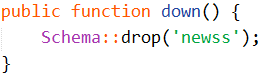 public function down() {
    Schema::drop('newss');
}